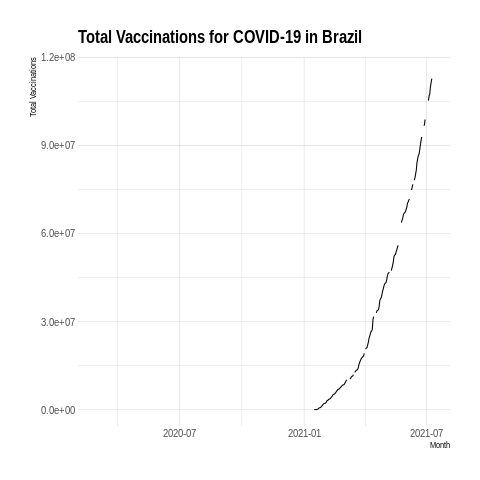 Total Vaccinations for COVID-19 in Brazil
Total Vaccinations
1.2e+08
9.0e+07
6.0e+07
3.0e+07
0.0e+00
2020-07
2021-01
2021-07
Month